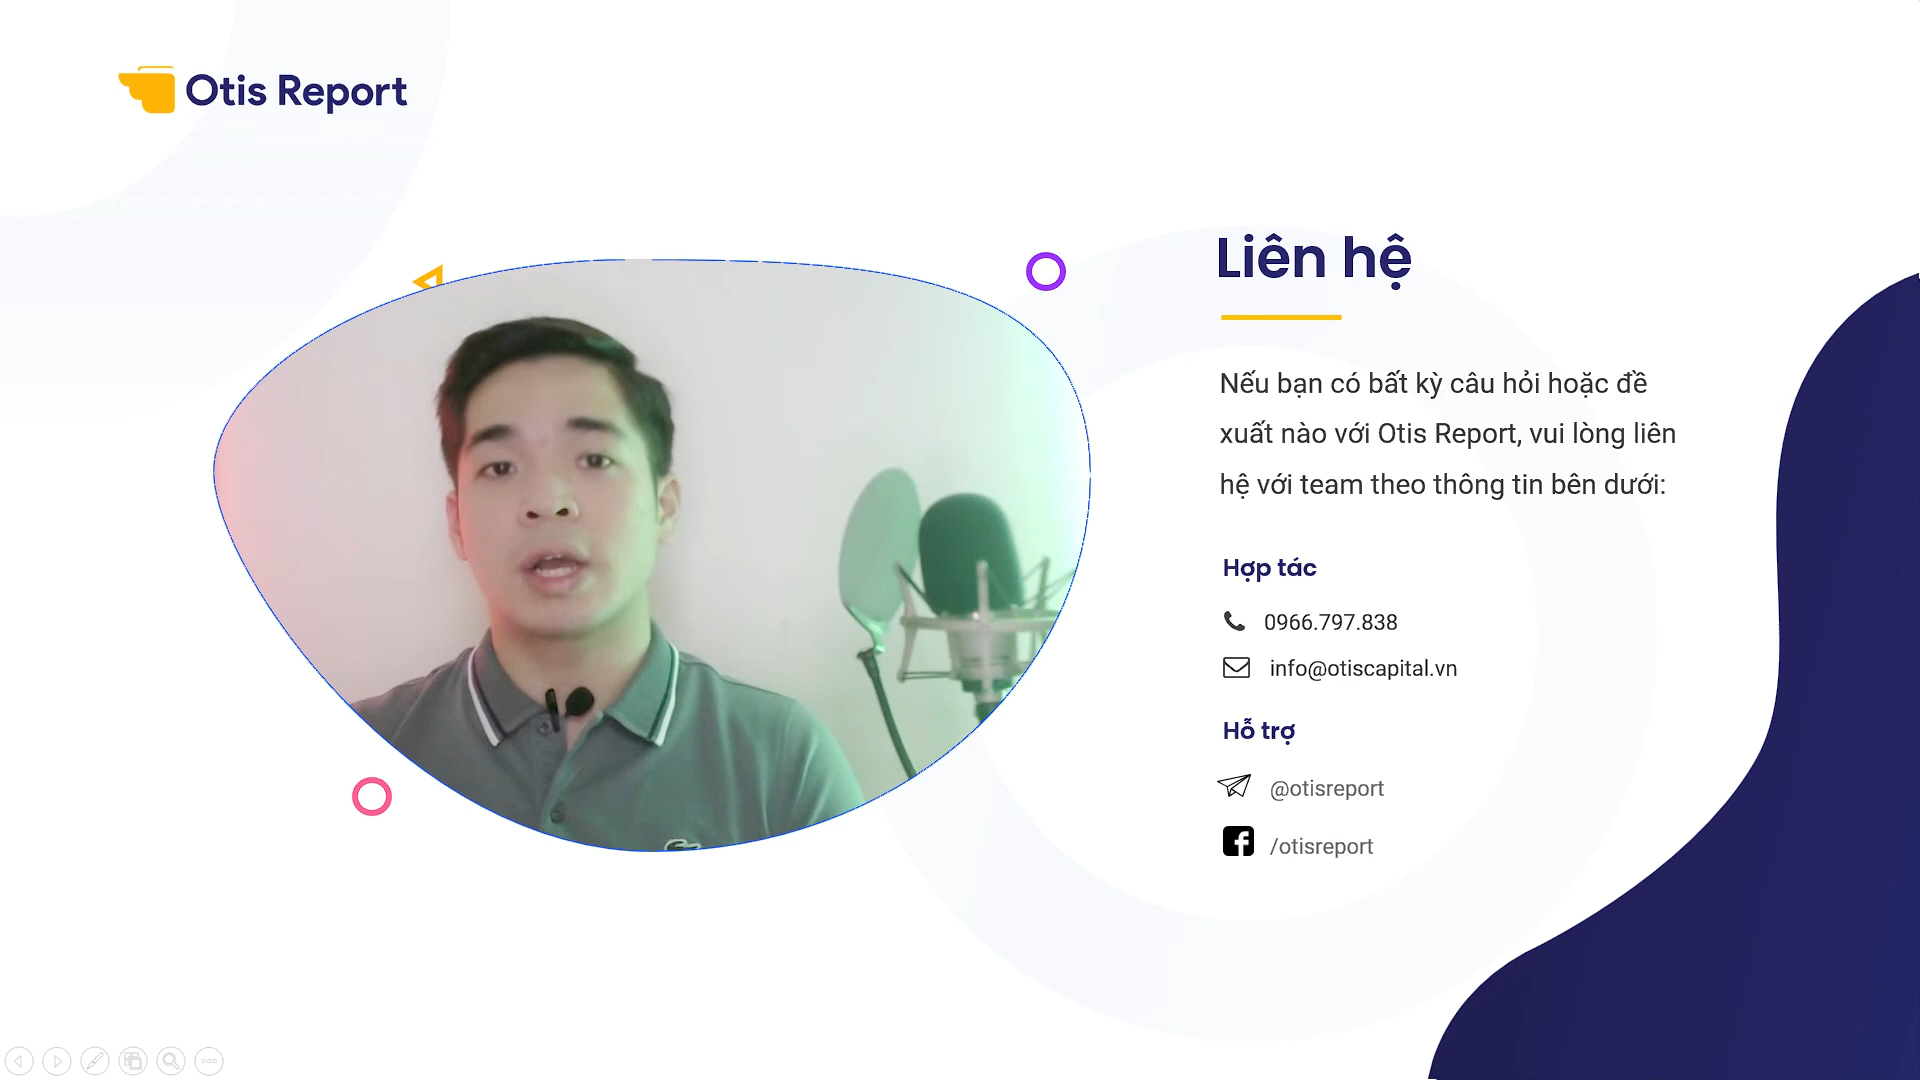 Otis Report
Liên hệ
Nếu bạn có bất kỳ câu hỏi hoặc đề
xuất nào với Otis Report, vui lòng liên
hệ với team theo thông tin bên dưới:
Hợp tác
0966.797.838
info@otiscapital.vn
Hỗ trợ
@otisreport
/otisreport